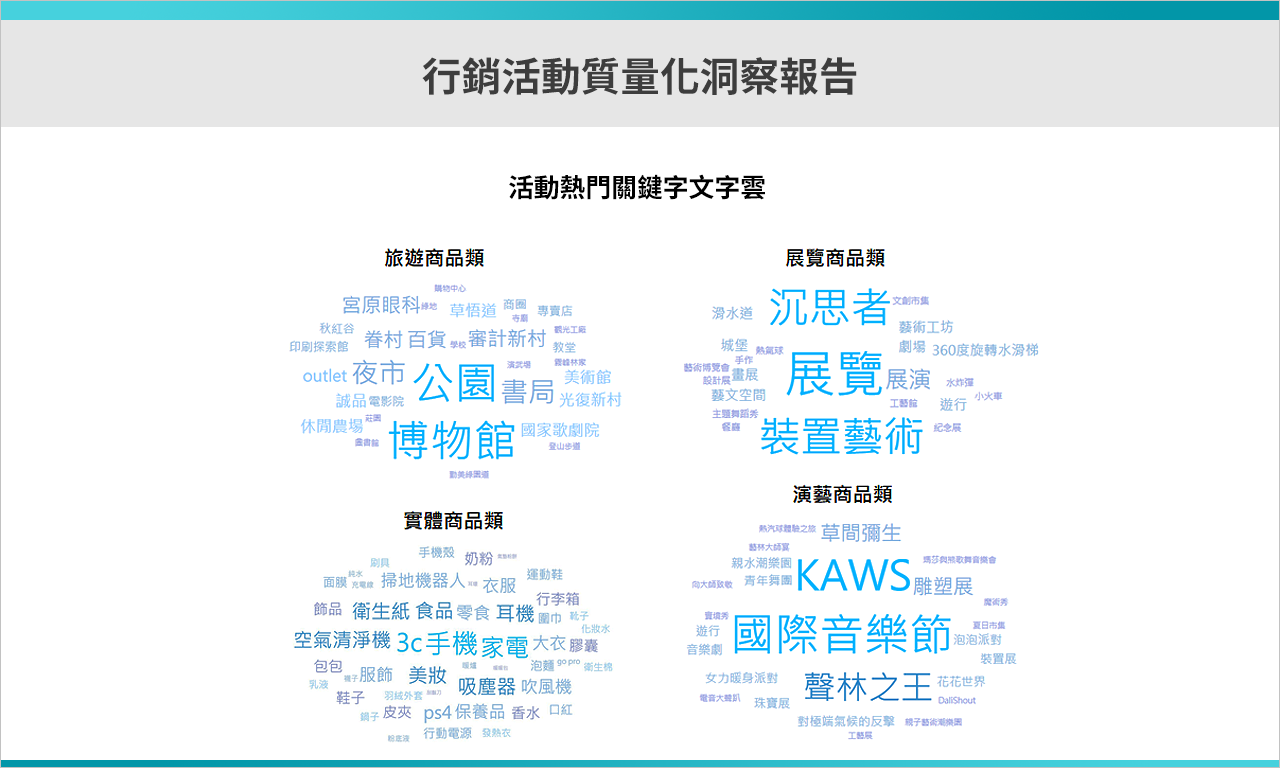 行銷活動質量化洞察報告
活動熱門關鍵字文字雲
旅遊商品類
購物中心
宮原眼科
綠地
草悟道
商圈
專賣店
寺廟
秋紅谷
觀光工廠
印刷探索館
眷村
百貨
學校
審計新村
教堂
演武場
霧峰林家
outlet
夜市
公園
書局
美術館
誠品
電影院
光復新村
休閒農場
莊園
博物館
國家歌劇院
圖書館
登山步道
勤美綠園道
展覽商品類
沉思者
文創市集
滑水道
藝術工坊
城堡
熱氣球
劇場
360度旋轉水滑梯
手作
藝術博覽會
畫展
設計展
展覽
展演
水炸彈
藝文空間
小火車
工藝館
遊行
主題舞蹈秀
餐廳
裝置藝術
紀念展
實體商品類
手機殼
奶粉
刷具
純水
面膜
充電線
掃地機器人
耳環
衣服
運動鞋
行李箱
飾品
衛生紙
食品
零食
耳機
圍巾
靴子
化妝水
空氣清淨機
3c
手機
家電
大衣
膠囊
包包
服飾
美妝
暖爐
泡麵
go pro
衛生棉
襪子
暖暖包
乳液
鞋子
羽絨外套
刮鬍刀
吸塵器
吹風機
鍋子
皮夾
ps4
保養品
香水
口紅
粉底液
行動電源
發熱衣
演藝商品類
熱汽球體驗之旅
草間彌生
藝林大師宴
親水潮樂園
瑪莎與熊歌舞音樂會
向大師致敬
青年舞團
KAWS
雕塑展
魔術秀
遊行
國際音樂節
夏日市集
泡泡派對
音樂劇
裝置展
女力暖身派對
聲林之王
花花世界
電音大聲趴
珠寶展
DaliShout
對極端氣候的反擊
親子藝術潮樂園
工藝展